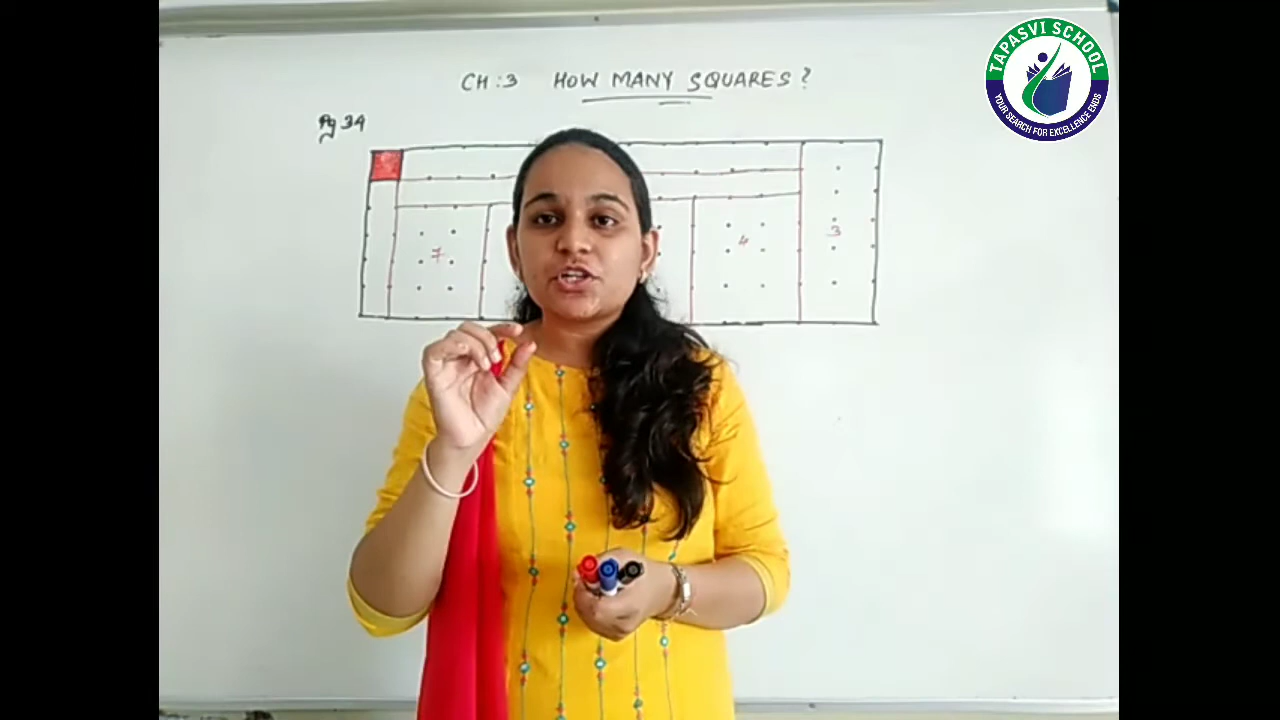 CH:3 HOW MANY SQUARES?
Pg 34
7
4
3
TAPASVI SCHOOL
YOUR SEARCH FOR EXCELLENCE ENDS